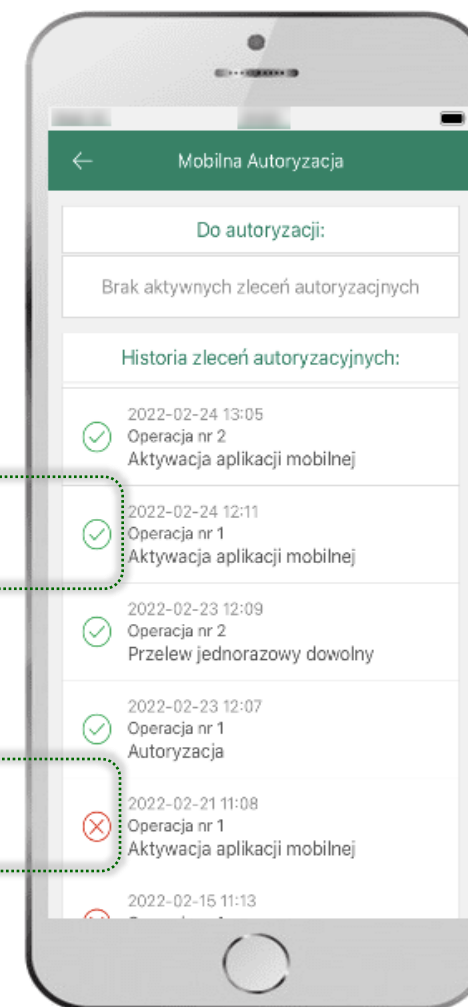 Mobilna Autoryzacja
Do autoryzacji:
Brak aktywnych zleceń autoryzacjnych
Historia zleceń autoryzacyjnych:
2022-02-24 13:05
Operacja nr 2
Aktywacja aplikacji mobilnej
2022-02-24 12:11
Operacja nr 1
Aktywacja aplikacji mobilnej
2022-02-23 12:09
Operacja nr 2
Przelew jednorazowy dowolny
2022-02-23 12:07
Operacja nr 1
Autoryzacja
2022-02-21 11:08
Operacja nr 1
Aktywacja aplikacji mobilnej
2022-02-15 11:13